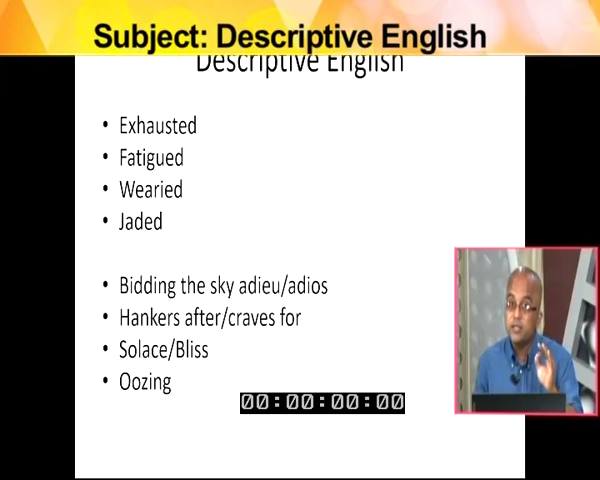 Subject: Descriptive English
Descriptive English
• Exhausted
• Fatigued
• Wearied
• Jaded
• Bidding the sky adieu/adios
• Hankers after/craves for
• Solace/Bliss
• Oozing
00:00:00:00